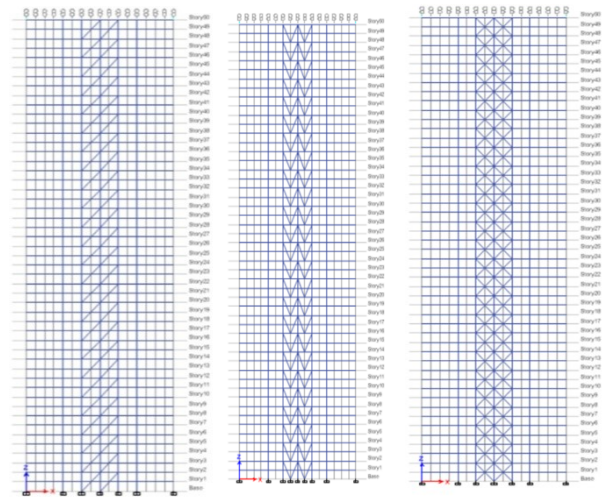 Story50
Story49
Story48
Story47
Story46
Story45
Story44
Story43
Story42
Story41
Story40
Story39
Story38
Story37
Story36
Story35
Story34
Story33
Story32
Story31
Story30
Story29
Story28
Story27
Story26
Story25
Story24
Story23
Story22
Story21
Story20
Story19
Story18
Story17
Story16
Story15
Story14
Story13
Story12
Story11
Story10
Story9
Story8
Story7
Story6
Story5
Story4
Story3
Story2
Story1
Base
Z
X
Story50
Story49
Story48
Story47
Story46
Story45
Story44
Story43
Story42
Story41
Story40
Story39
Story38
Story37
Story36
Story35
Story34
Story33
Story32
Story31
Story30
Story29
Story28
Story27
Story26
Story25
Story24
Story23
Story22
Story21
Story20
Story19
Story18
Story17
Story16
Story15
Story14
Story13
Story12
Story11
Story10
Story9
Story8
Story7
Story6
Story5
Story4
Story3
Story2
Story1
Base
Z
X
Story50
Story49
Story48
Story47
Story46
Story45
Story44
Story43
Story42
Story41
Story40
Story39
Story38
Story37
Story36
Story35
Story34
Story33
Story32
Story31
Story30
Story29
Story28
Story27
Story26
Story25
Story24
Story23
Story22
Story21
Story20
Story19
Story18
Story17
Story16
Story15
Story14
Story13
Story12
Story11
Story10
Story9
Story8
Story7
Story6
Story5
Story4
Story3
Story2
Story1
Base
Z
X